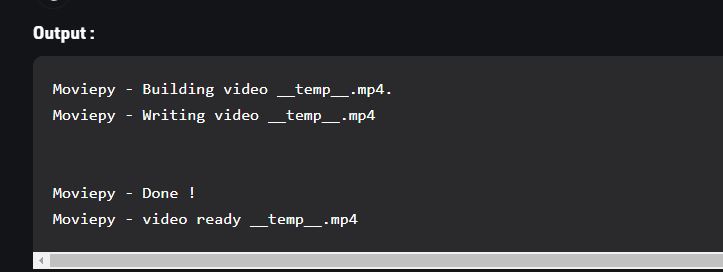 Output :
Moviepy - Building video __temp__.mp4.
Moviepy - Writing video __temp__.mp4
Moviepy - Done !
Moviepy - video ready __temp__.mp4